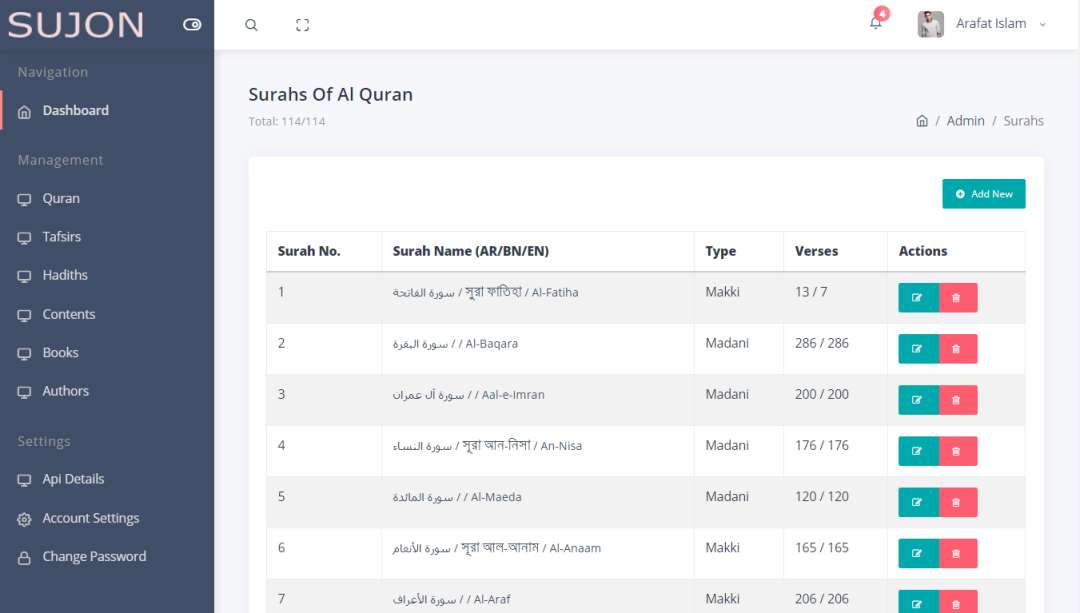 SUJON
4
Arafat Islam
Navigation
Dashboard
Management
Quran
Tafsirs
Hadiths
Contents
Books
Authors
Settings
Api Details
Account Settings
Change Password
Surahs Of Al Quran
Total: 114/114
/ Admin / Surahs
Add New
Surah No. Surah Name (AR/BN/EN) Type Verses Actions
1 سورة الفاتحة / সুরা ফাতিহা / Al-Fatiha Makki 13 / 7
2 سورة البقرة / / Al-Baqara Madani 286 / 286
3 سورة آل عمران / / Aal-e-Imran Madani 200 / 200
4 سورة النساء / সূরা আন-নিসা / An-Nisa Madani 176 / 176
5 سورة المائدة / / Al-Maeda Madani 120 / 120
6 سورة الأنعام / সূরা আল-আনাম / Al-Anaam Makki 165 / 165
7 سورة الأعراف / / Al-Araf Makki 206 / 206